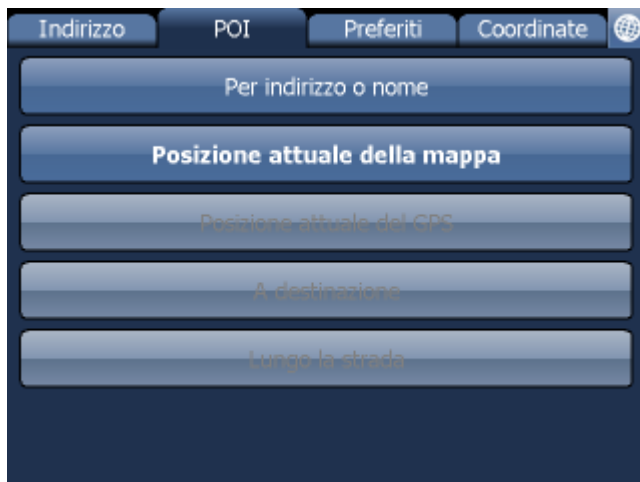 Indirizzo POI Preferiti Coordinate
Per indirizzo o nome
Posizione attuale della mappa
Posizione attuale del GPS
A destinazione
Lungo la strada